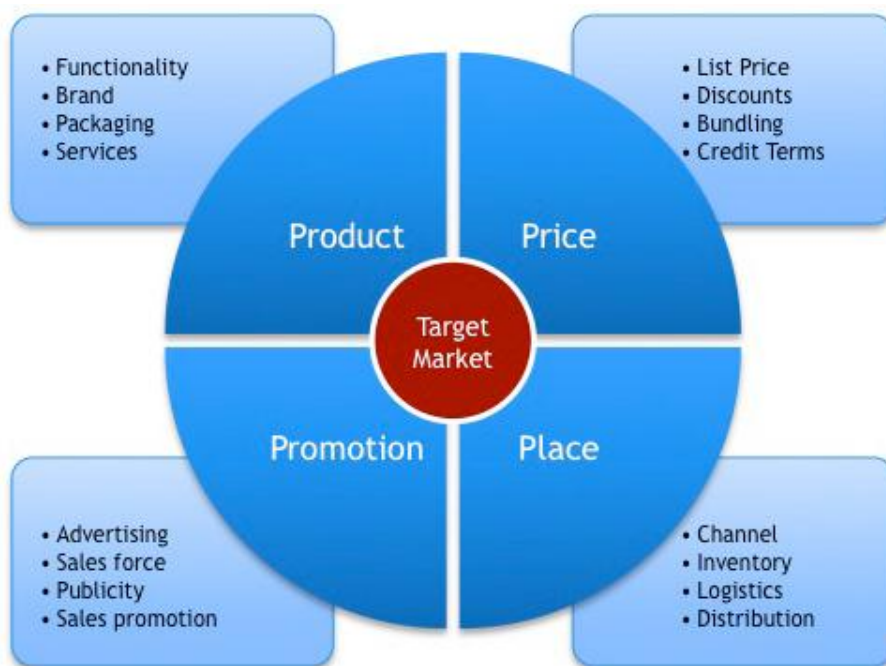 • Functionality
• Brand
• Packaging
• Services
• List Price
• Discounts
• Bundling
• Credit Terms
Product
Price
Target
Market
Promotion
Place
• Advertising
• Sales force
• Publicity
• Sales promotion
• Channel
• Inventory
• Logistics
• Distribution